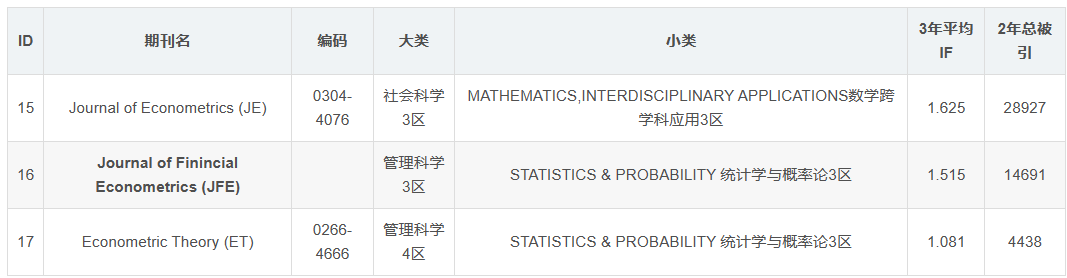 ID 期刊名 编码 大类 小类 3年平均 2年总被
IF 引
15 Journal of Econometrics (JE) 0304- 社会科学 MATHEMATICS,INTERDISCIPLINARY APPLICATIONS数学跨 1.625 28927
4076 3区 学科应用3区
16 Journal of Finincial 管理科学 STATISTICS & PROBABILITY 统计学与概率论3区 1.515 14691
Econometrics (JFE) 3区
17 Econometric Theory (ET) 0266- 管理科学 STATISTICS & PROBABILITY 统计学与概率论3区 1.081 4438
4666 4区